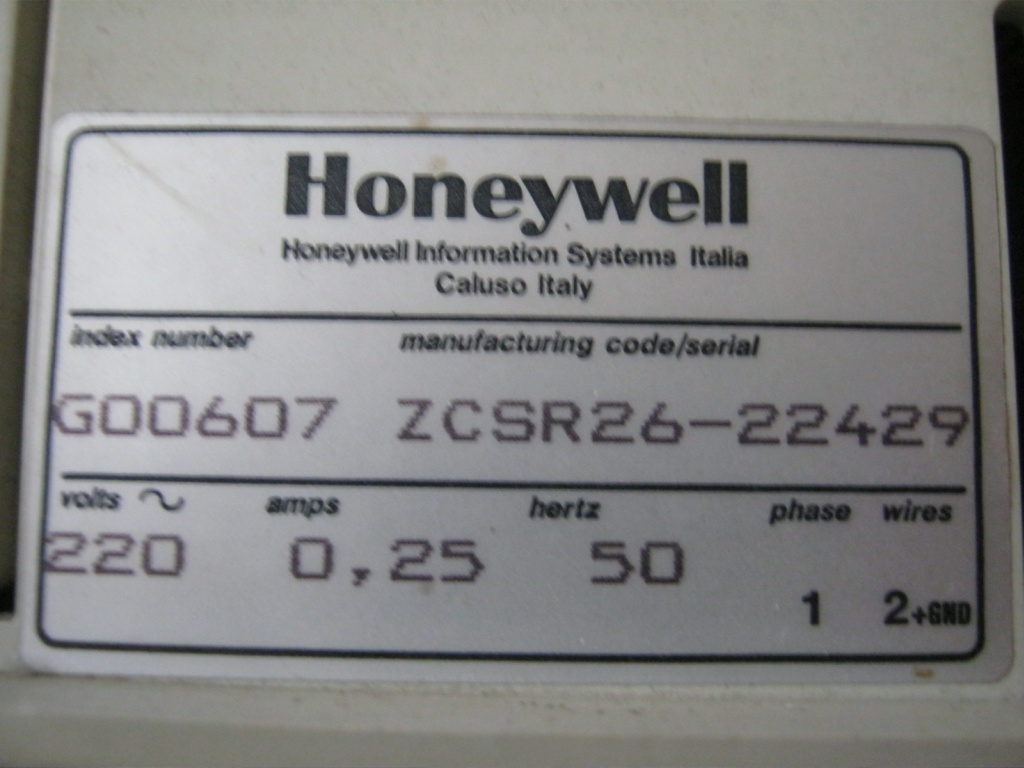 Honeywell
Honeywell Information Systems Italia
Caluso Italy
index number manufacturing code/serial
G00607 ZCSR26-22429
volts ~ amps hertz phase wires
220 0,25 50
1 2+GND